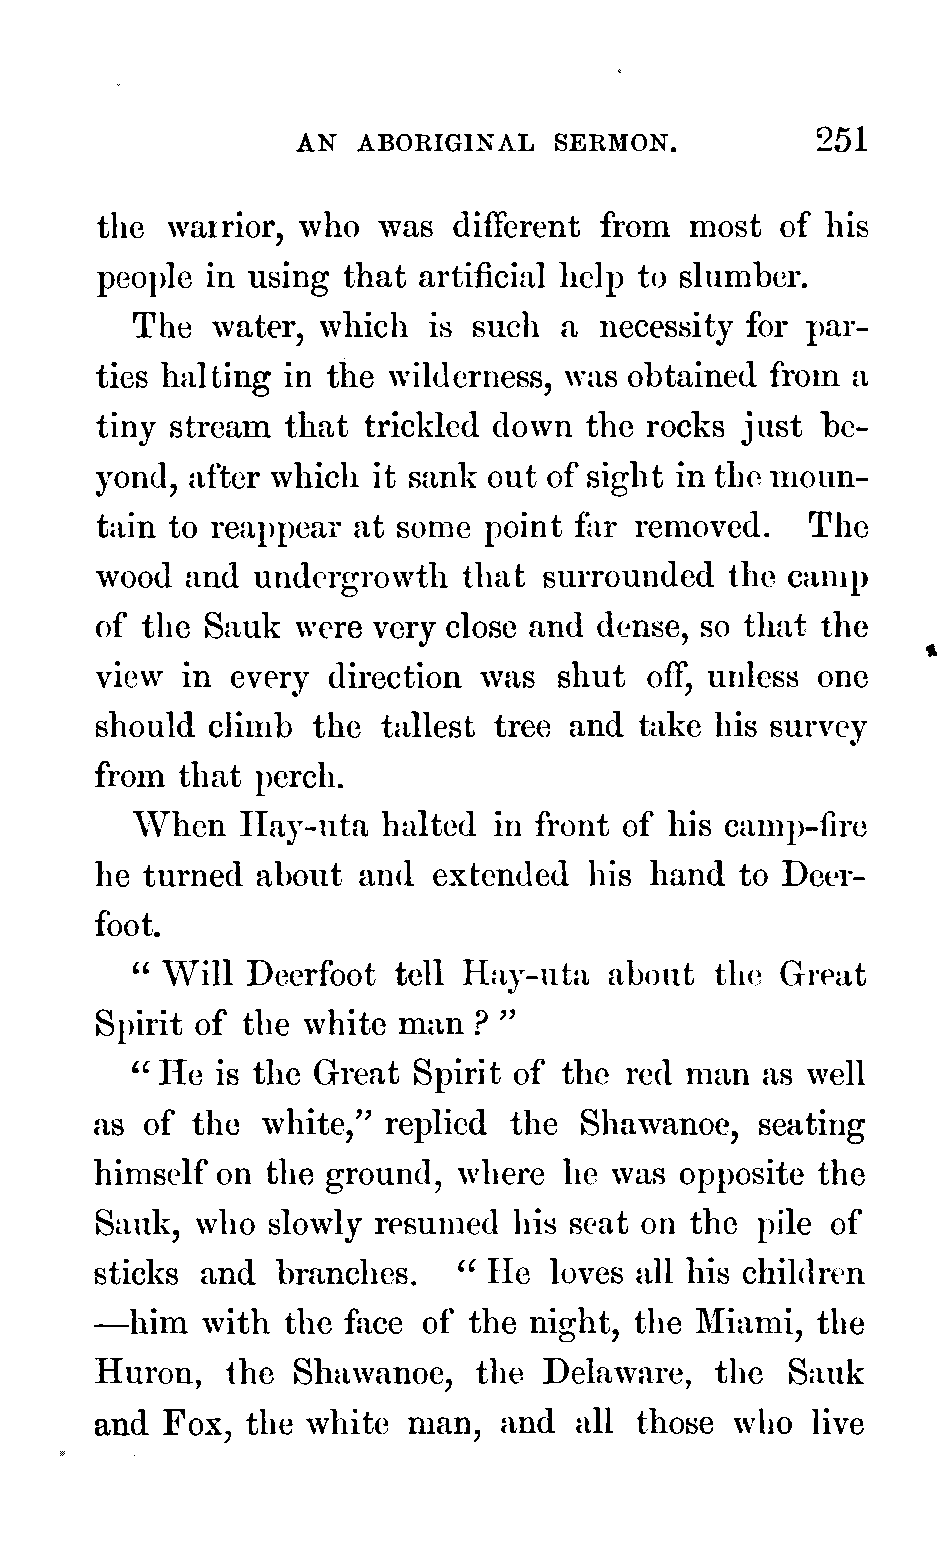 AN ABORIGINAL SERMON. 251
the warrior, who was different from most of his
people in using that artificial help to slumber.
The water, which is such a necessity for par-
ties halting in the wilderness, was obtained from a
tiny stream that trickled down the rocks just be-
yond, after which it sank out of sight in the moun-
tain to reappear at some point far removed. The
wood and undergrowth that surrounded the camp
of the Sauk were very close and dense, so that the
view in every direction was shut off, unless one
should climb the tallest tree and take his survey
from that perch.
When Hay-uta halted in front of his camp-fire
he turned about and extended his hand to Deer-
foot.
“ Will Deerfoot tell Hay-uta about the Great
Spirit of the white man ? ”
“ He is the Great Spirit of the red man as well
as of the white,” replied the Shawanoe, seating
himself on the ground, where he was opposite the
Sauk, who slowly resumed his seat on the pile of
sticks and branches. “ He loves all his children
—him with the face of the night, the Miami, the
Huron, the Shawanoe, the Delaware, the Sauk
and Fox, the white man, and all those who live